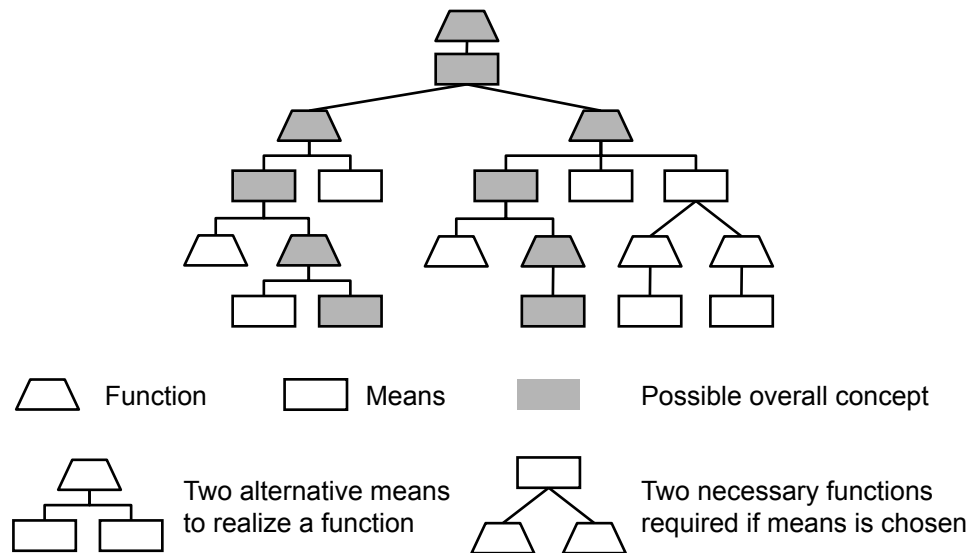 Function
Means
Possible overall concept
Two alternative means
to realize a function
Two necessary functions
required if means is chosen